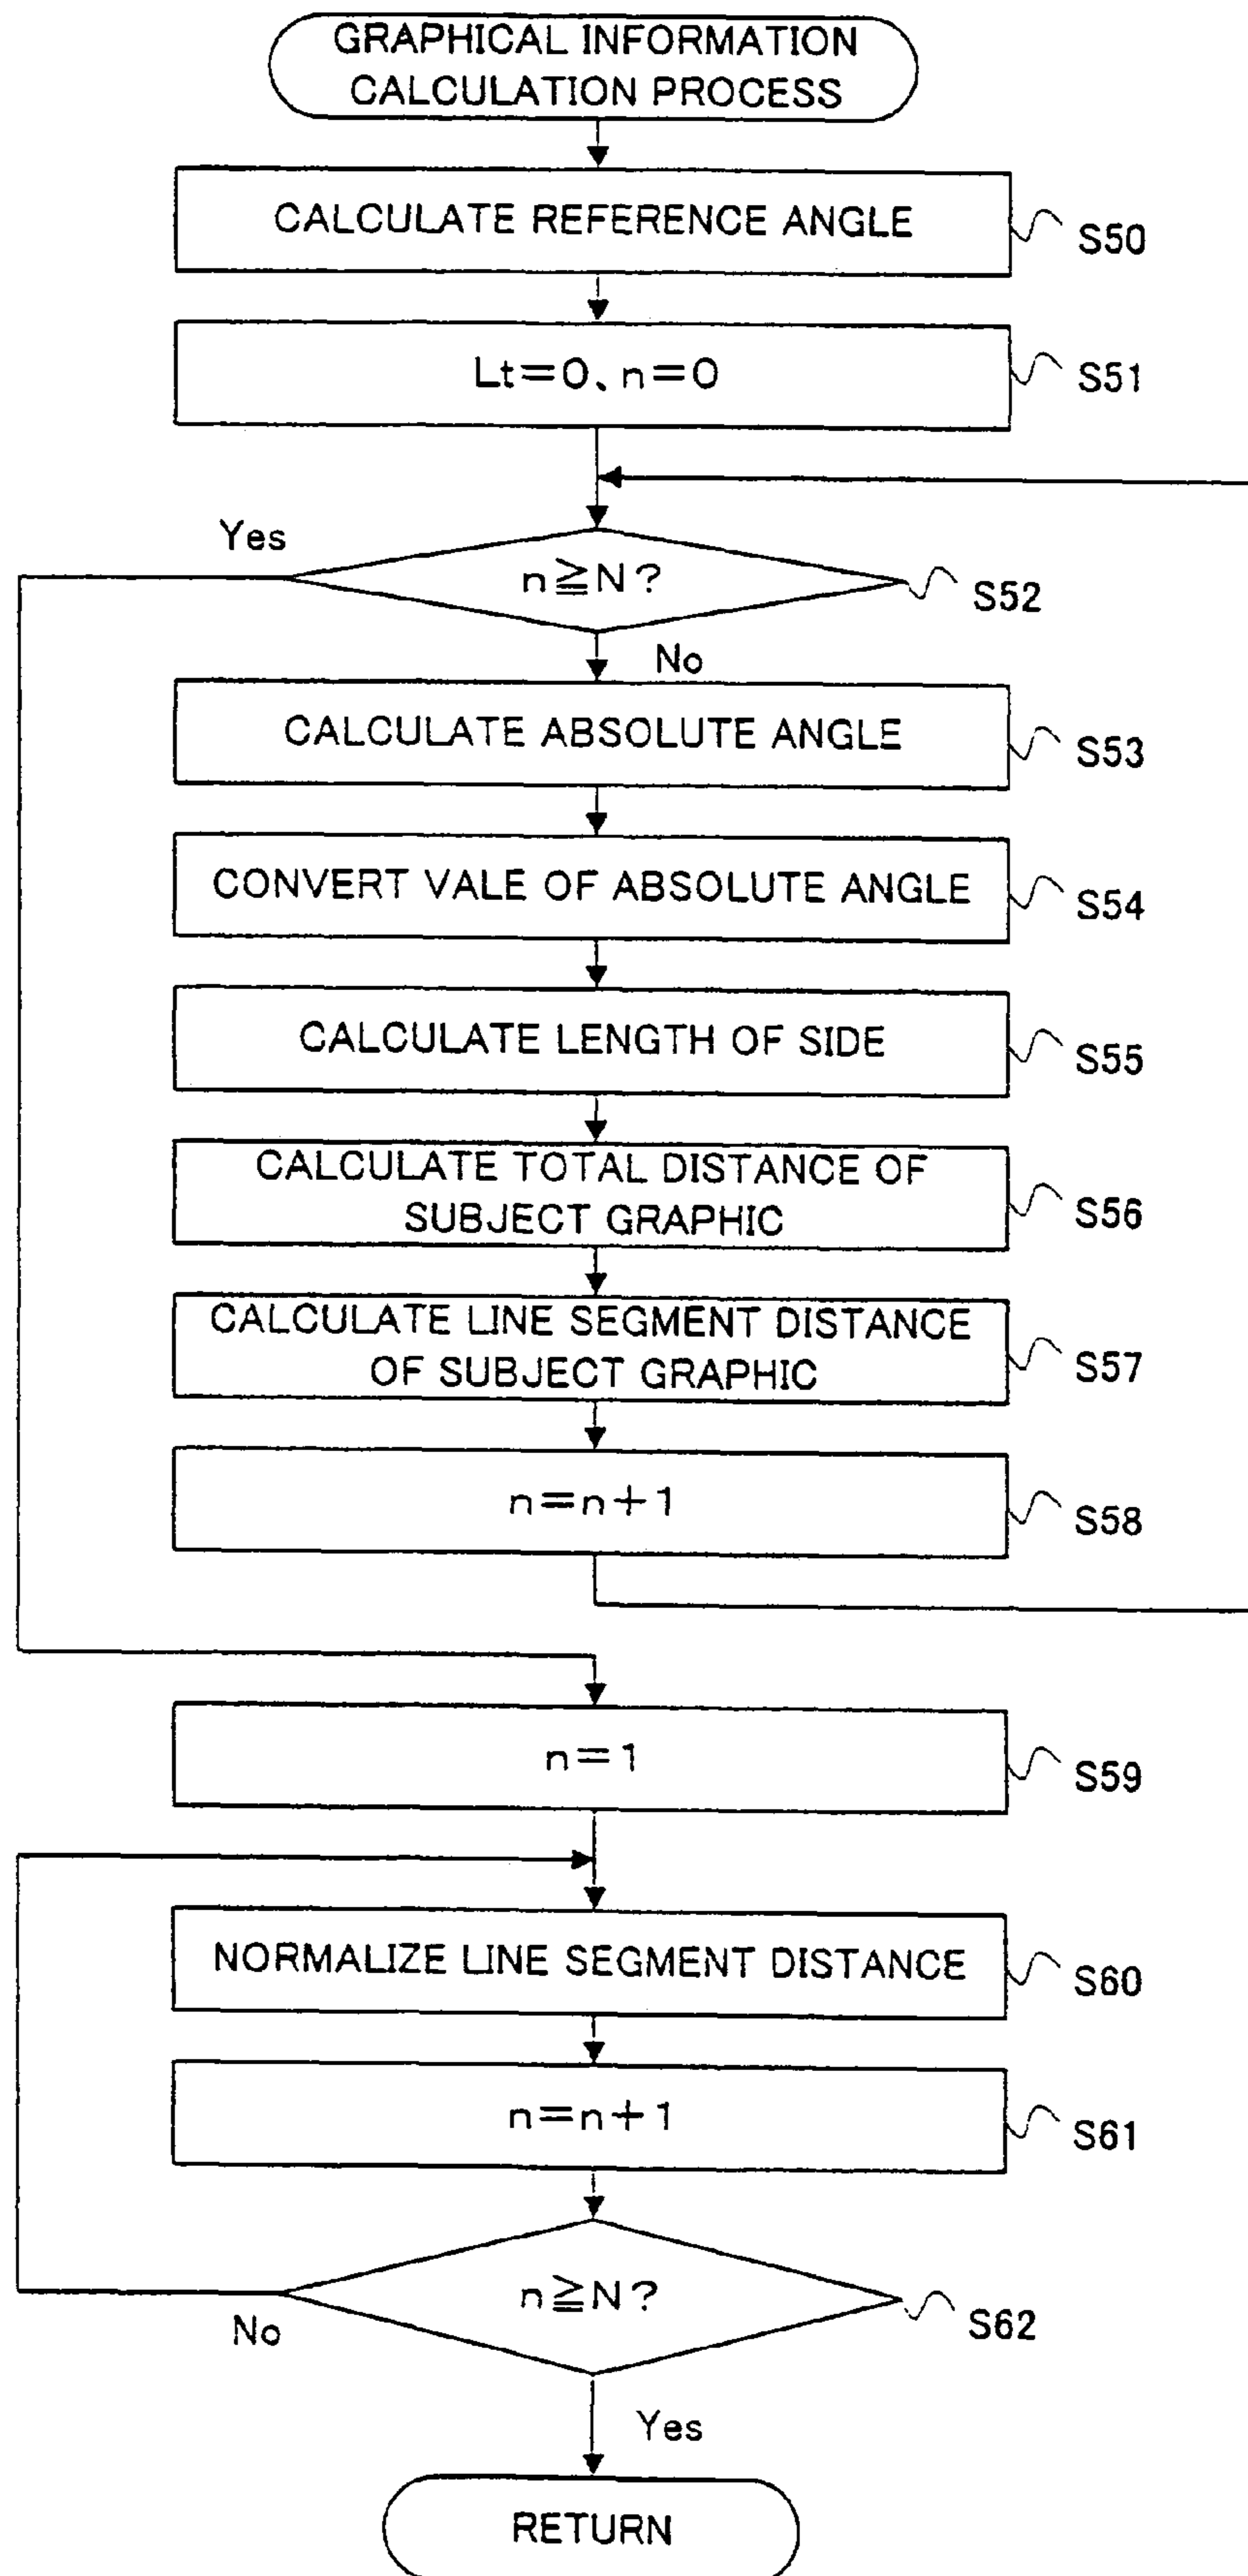 GRAPHICAL INFORMATION
CALCULATION PROCESS
CALCULATE REFERENCE ANGLE
S50
Lt=0、n=0
S51
Yes
n≧N?
S52
No
CALCULATE ABSOLUTE ANGLE
S53
CONVERT VALE OF ABSOLUTE ANGLE
S54
CALCULATE LENGTH OF SIDE
S55
CALCULATE TOTAL DISTANCE OF
SUBJECT GRAPHIC
S56
CALCULATE LINE SEGMENT DISTANCE
OF SUBJECT GRAPHIC
S57
n=n+1
S58
n=1
S59
NORMALIZE LINE SEGMENT DISTANCE
S60
n=n+1
S61
n≧N?
S62
No
Yes
RETURN